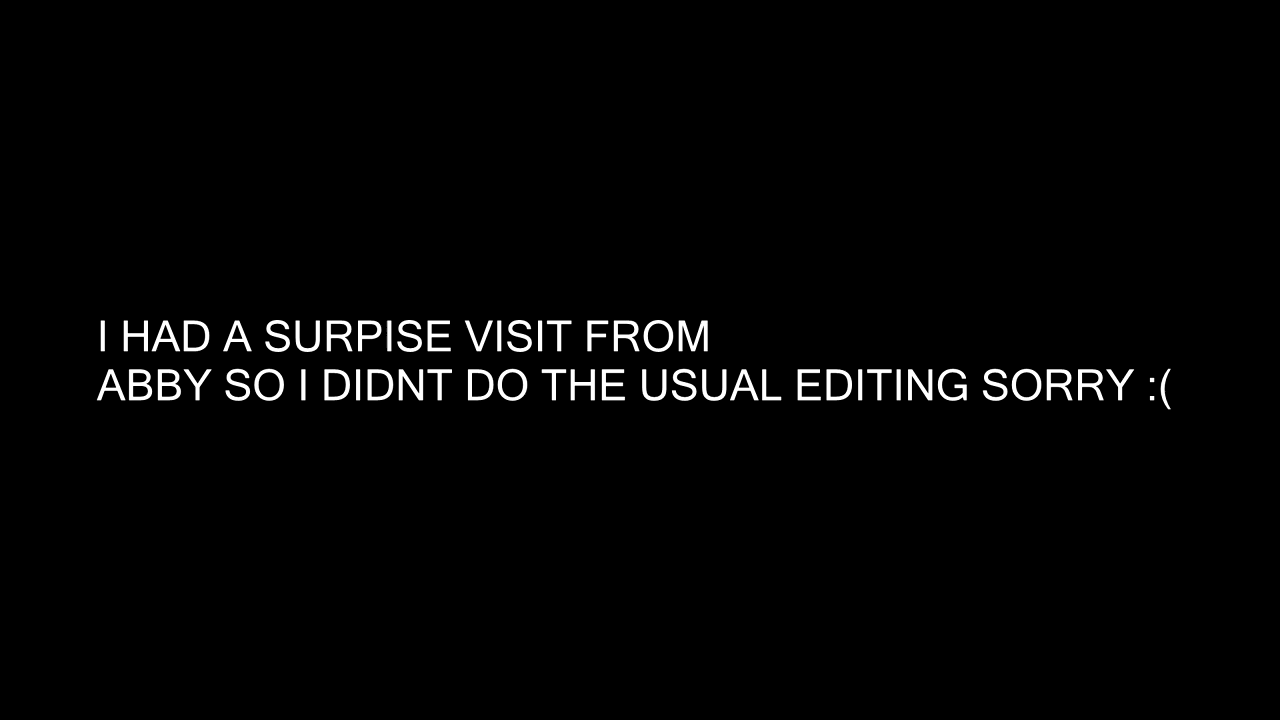 I HAD A SURPISE VISIT FROM
ABBY SO I DIDNT DO THE USUAL EDITING SORRY :(